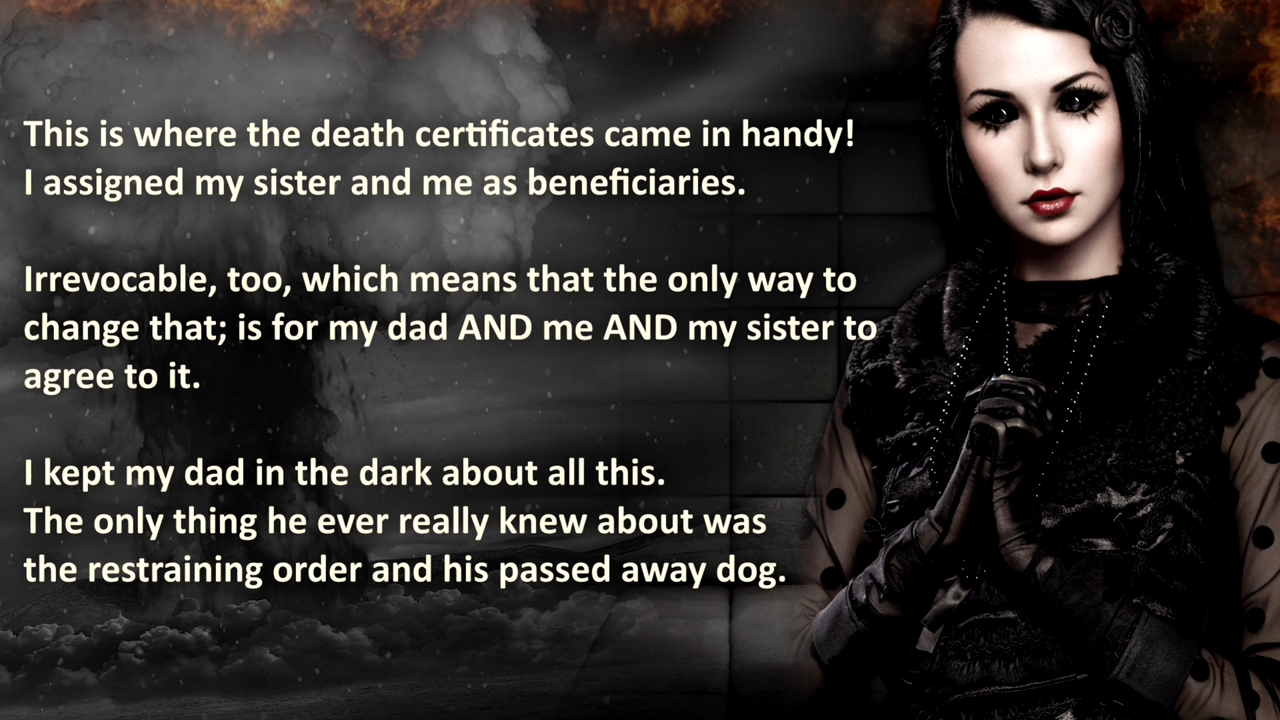 This is where the death certificates came in handy!
I assigned my sister and me as beneficiaries.
Irrevocable, too, which means that the only way to
change that; is for my dad AND me AND my sister to
agree to it.
I kept my dad in the dark about all this.
The only thing he ever really knew about was
the restraining order and his passed away dog.